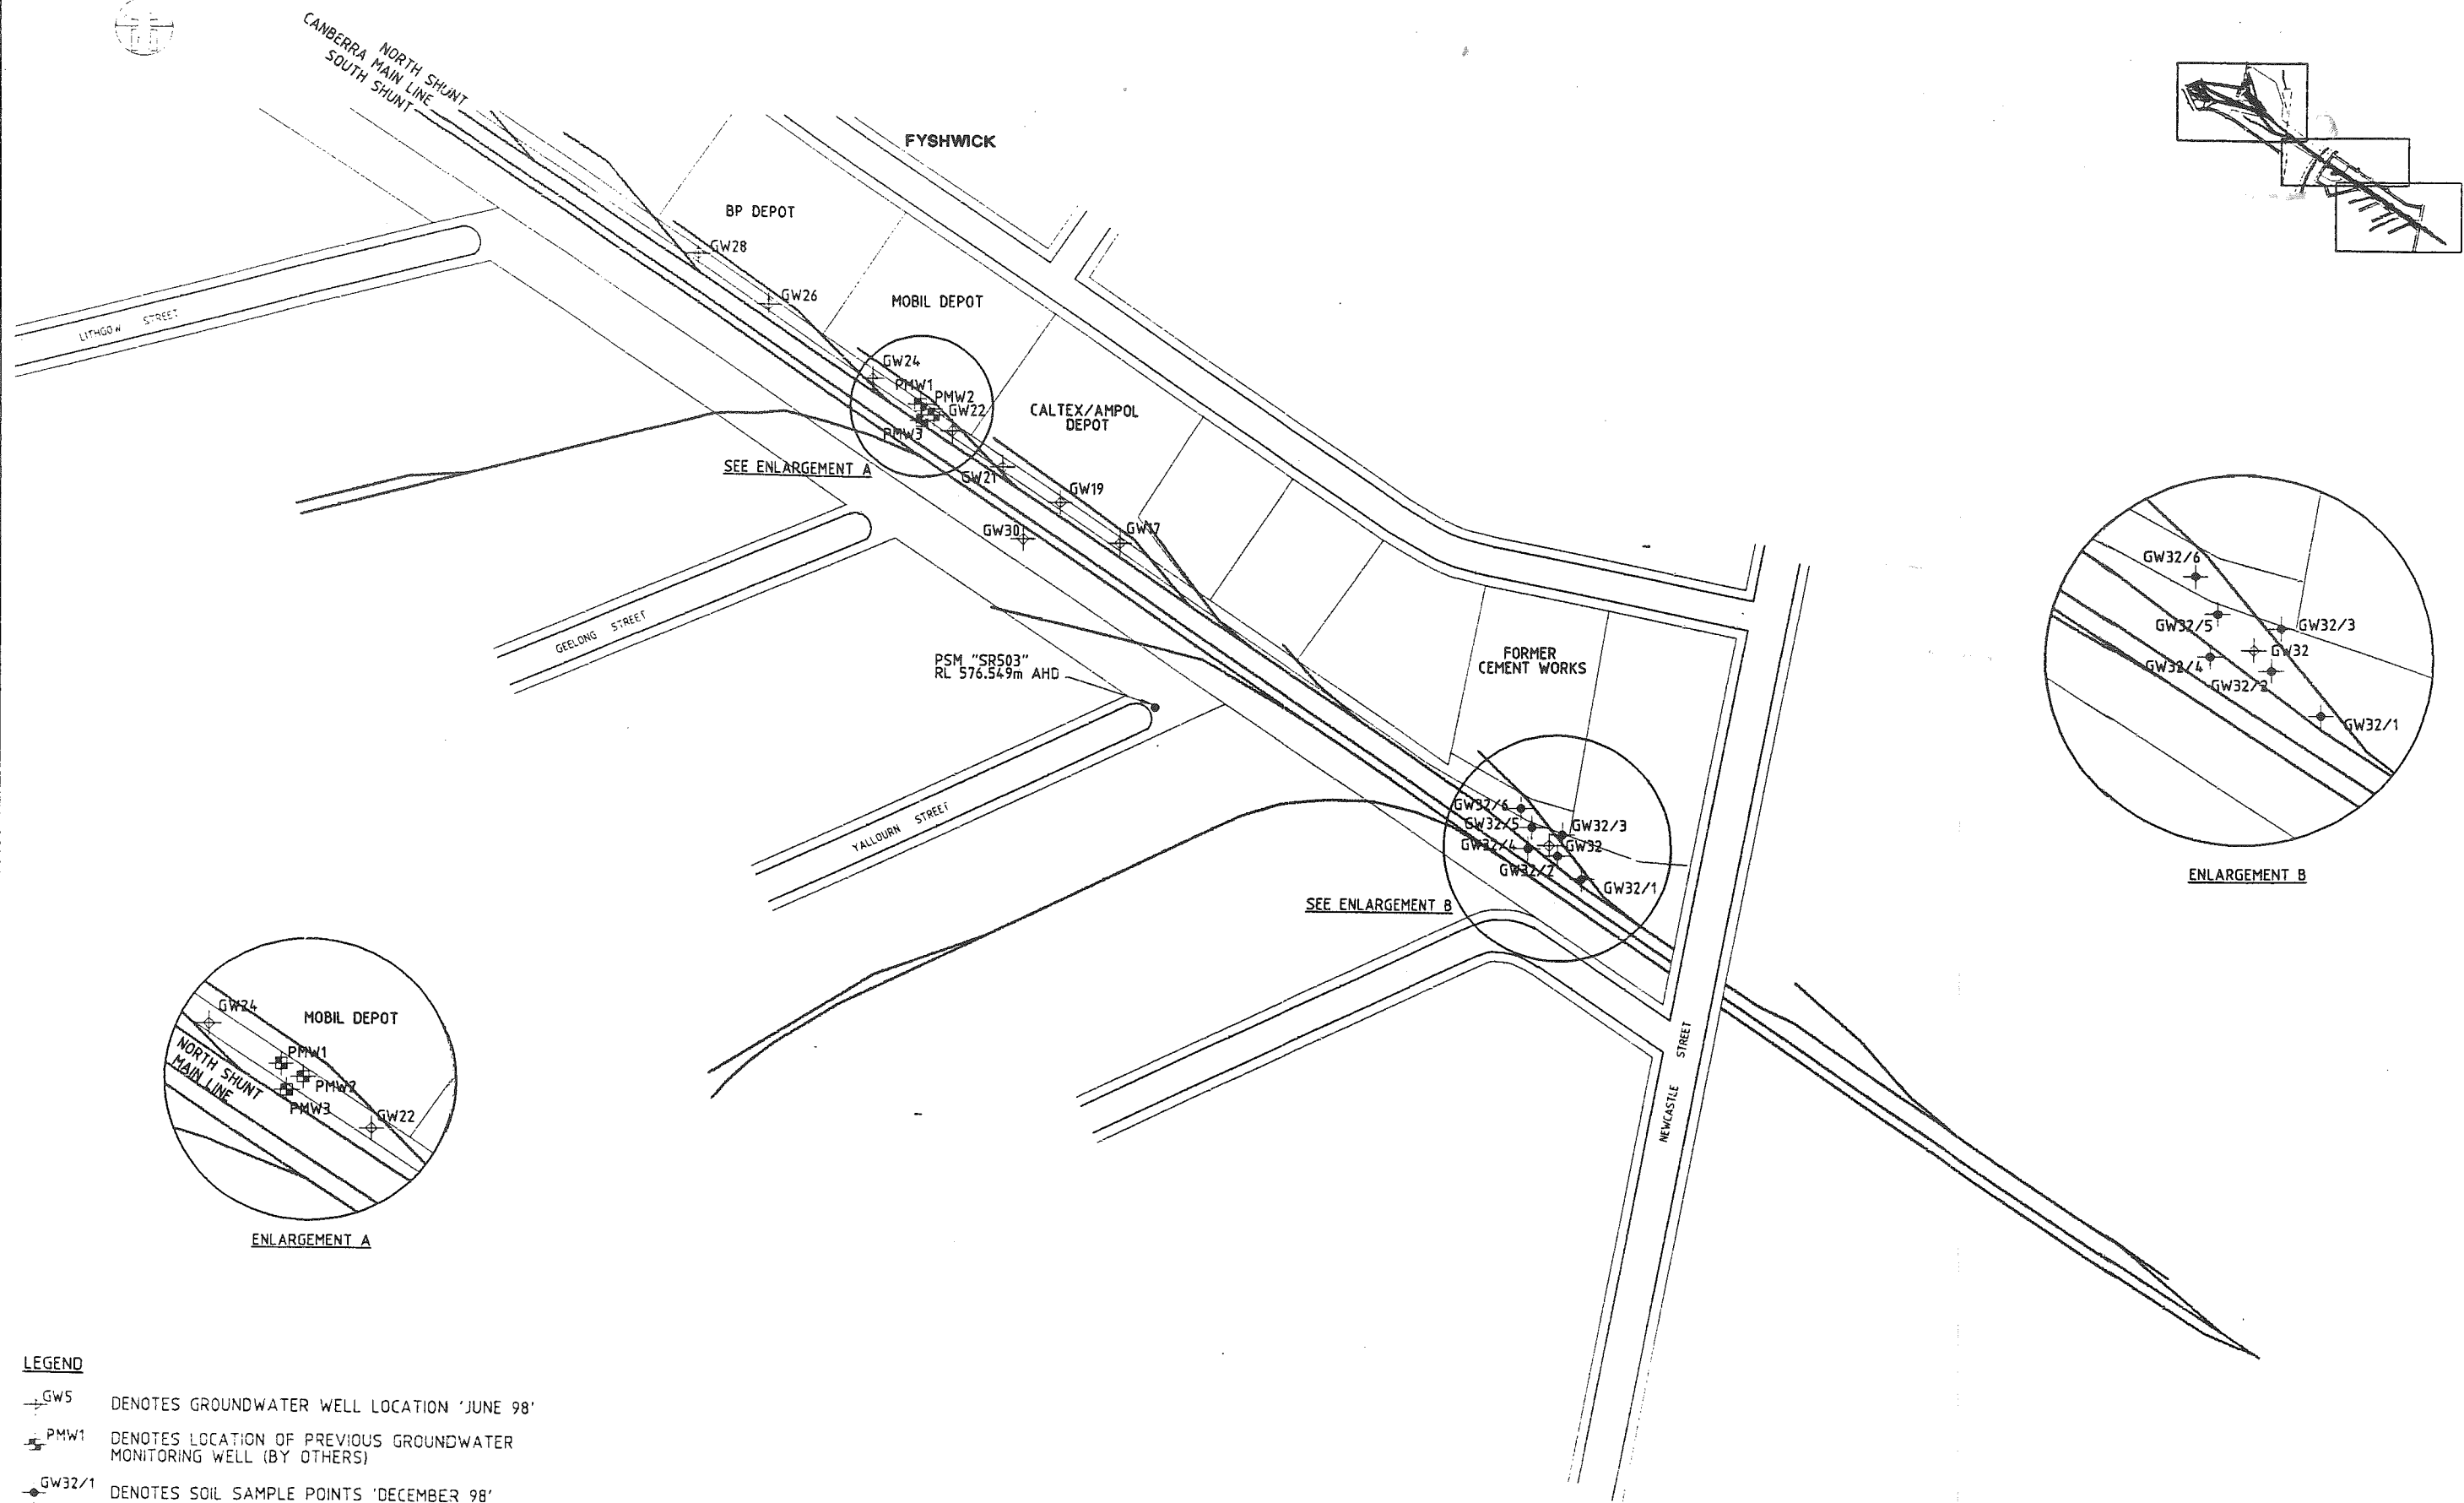 NORTH SHUNT
CANBERRA MAIN LINE
SOUTH SHUNT
FYSHWICK
BP DEPOT
GW28
GW26
MOBIL DEPOT
LITHGOW STREET
GW24
PMW1
PMW2
GW22
PMW3
CALTEX/AMPOL
DEPOT
SEE ENLARGEMENT A
GW21
GW19
GW30
GW17
GEELONG STREET
PSM "SR503"
RL 576.549m AHD
FORMER
CEMENT WORKS
YALLOURN STREET
GW32/6
GW32/5
GW32/3
GW32/4
GW32
GW32/2
GW32/1
SEE ENLARGEMENT B
NEWCASTLE STREET
GW32/6
GW32/5
GW32/3
GW32
GW32/4
GW32/2
GW32/1
ENLARGEMENT B
GW24
MOBIL DEPOT
PMW1
NORTH SHUNT
MAIN LINE
PMW2
PMW3
GW22
ENLARGEMENT A
LEGEND
GW5 DENOTES GROUNDWATER WELL LOCATION 'JUNE 98'
PMW1 DENOTES LOCATION OF PREVIOUS GROUNDWATER
MONITORING WELL (BY OTHERS)
GW32/1 DENOTES SOIL SAMPLE POINTS 'DECEMBER 98'